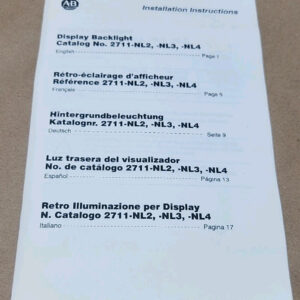 AB
Installation Instructions
Display Backlight
Catalog No. 2711-NL2, -NL3, -NL4
English Page 1
Rétro-éclairage d'afficheur
Référence 2711-NL2, -NL3, -NL4
Français Page 5
Hintergrundbeleuchtung
Katalognr. 2711-NL2, -NL3, -NL4
Deutsch Seite 9
Luz trasera del visualizador
No. de catálogo 2711-NL2, -NL3, -NL4
Español Página 13
Retro Illuminazione per Display
N. Catalogo 2711-NL2, -NL3, -NL4
Italiano Pagina 17